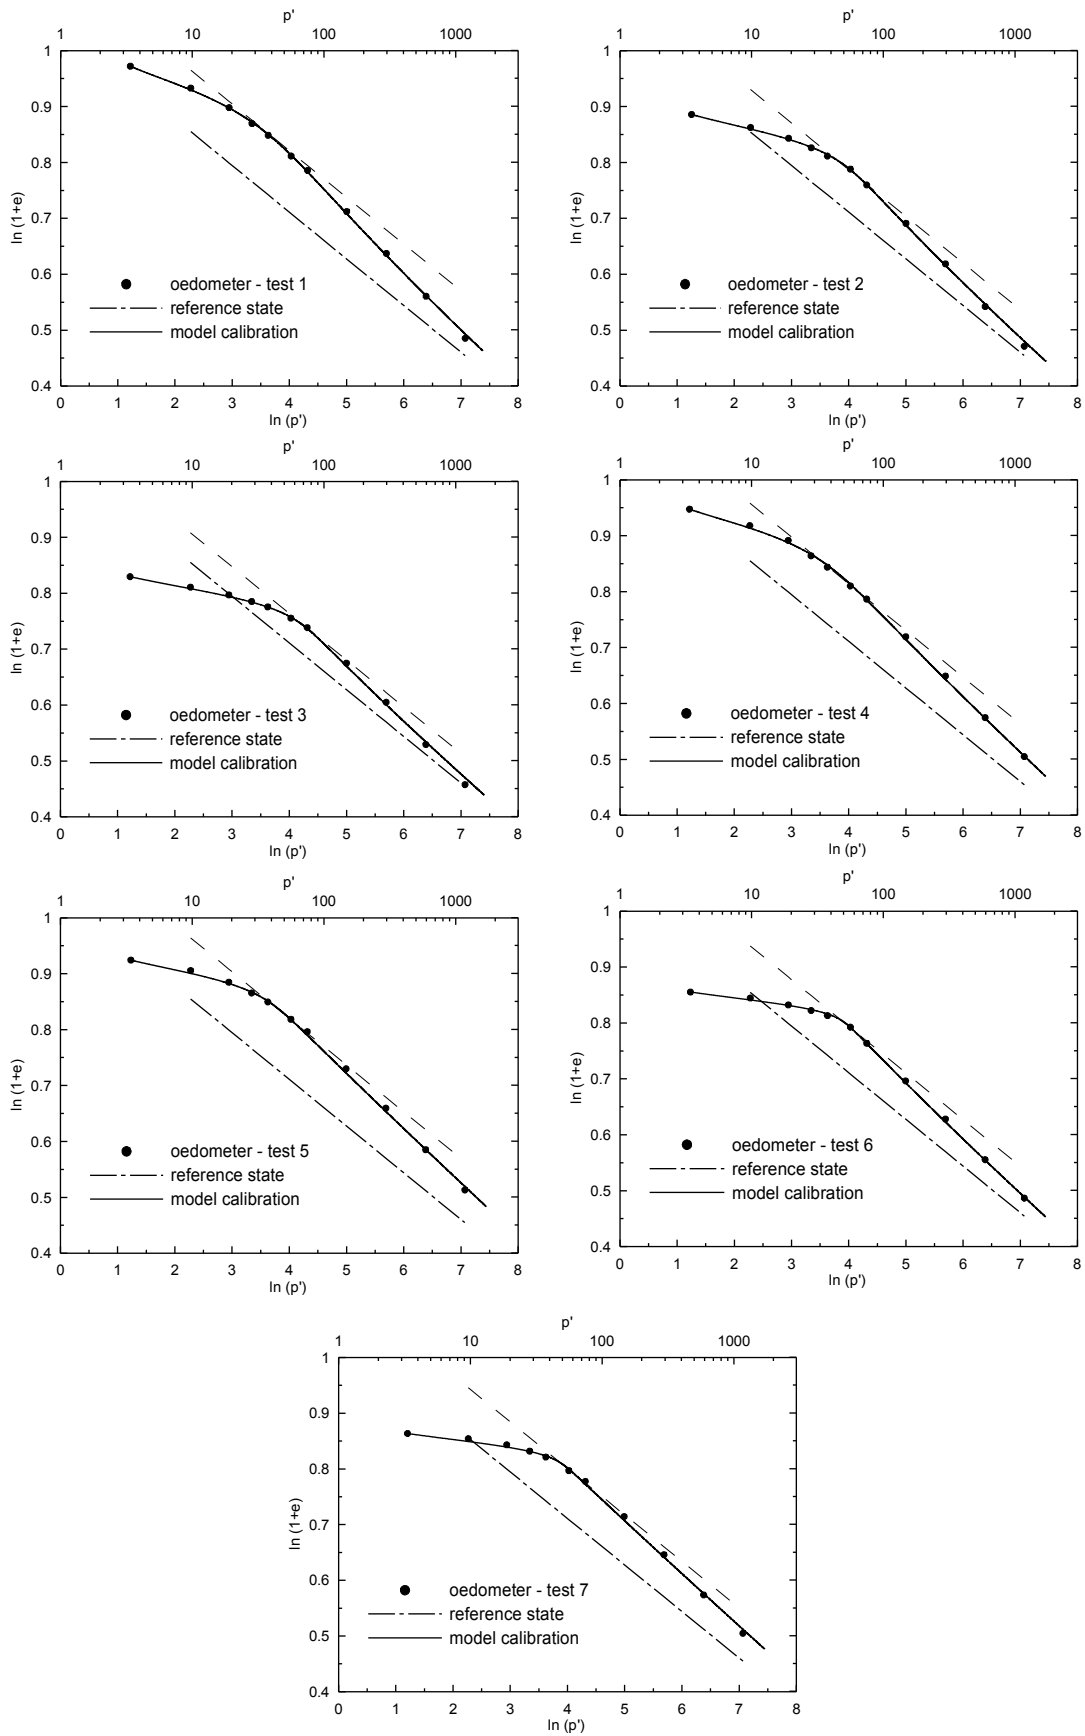 p'
1 10 100 1000
1
0.9
0.8
0.7
0.6
0.5
0.4
ln (1+e)
oedometer - test 1
reference state
model calibration
0 1 2 3 4 5 6 7 8
ln (p')
p'
1 10 100 1000
1
0.9
0.8
0.7
0.6
0.5
0.4
ln (1+e)
oedometer - test 2
reference state
model calibration
0 1 2 3 4 5 6 7 8
ln (p')
p'
1 10 100 1000
1
0.9
0.8
0.7
0.6
0.5
0.4
ln (1+e)
oedometer - test 3
reference state
model calibration
0 1 2 3 4 5 6 7 8
ln (p')
p'
1 10 100 1000
1
0.9
0.8
0.7
0.6
0.5
0.4
ln (1+e)
oedometer - test 4
reference state
model calibration
0 1 2 3 4 5 6 7 8
ln (p')
p'
1 10 100 1000
1
0.9
0.8
0.7
0.6
0.5
0.4
ln (1+e)
oedometer - test 5
reference state
model calibration
0 1 2 3 4 5 6 7 8
ln (p')
p'
1 10 100 1000
1
0.9
0.8
0.7
0.6
0.5
0.4
ln (1+e)
oedometer - test 6
reference state
model calibration
0 1 2 3 4 5 6 7 8
ln (p')
p'
1 10 100 1000
1
0.9
0.8
0.7
0.6
0.5
0.4
ln (1+e)
oedometer - test 7
reference state
model calibration
0 1 2 3 4 5 6 7 8
ln (p')